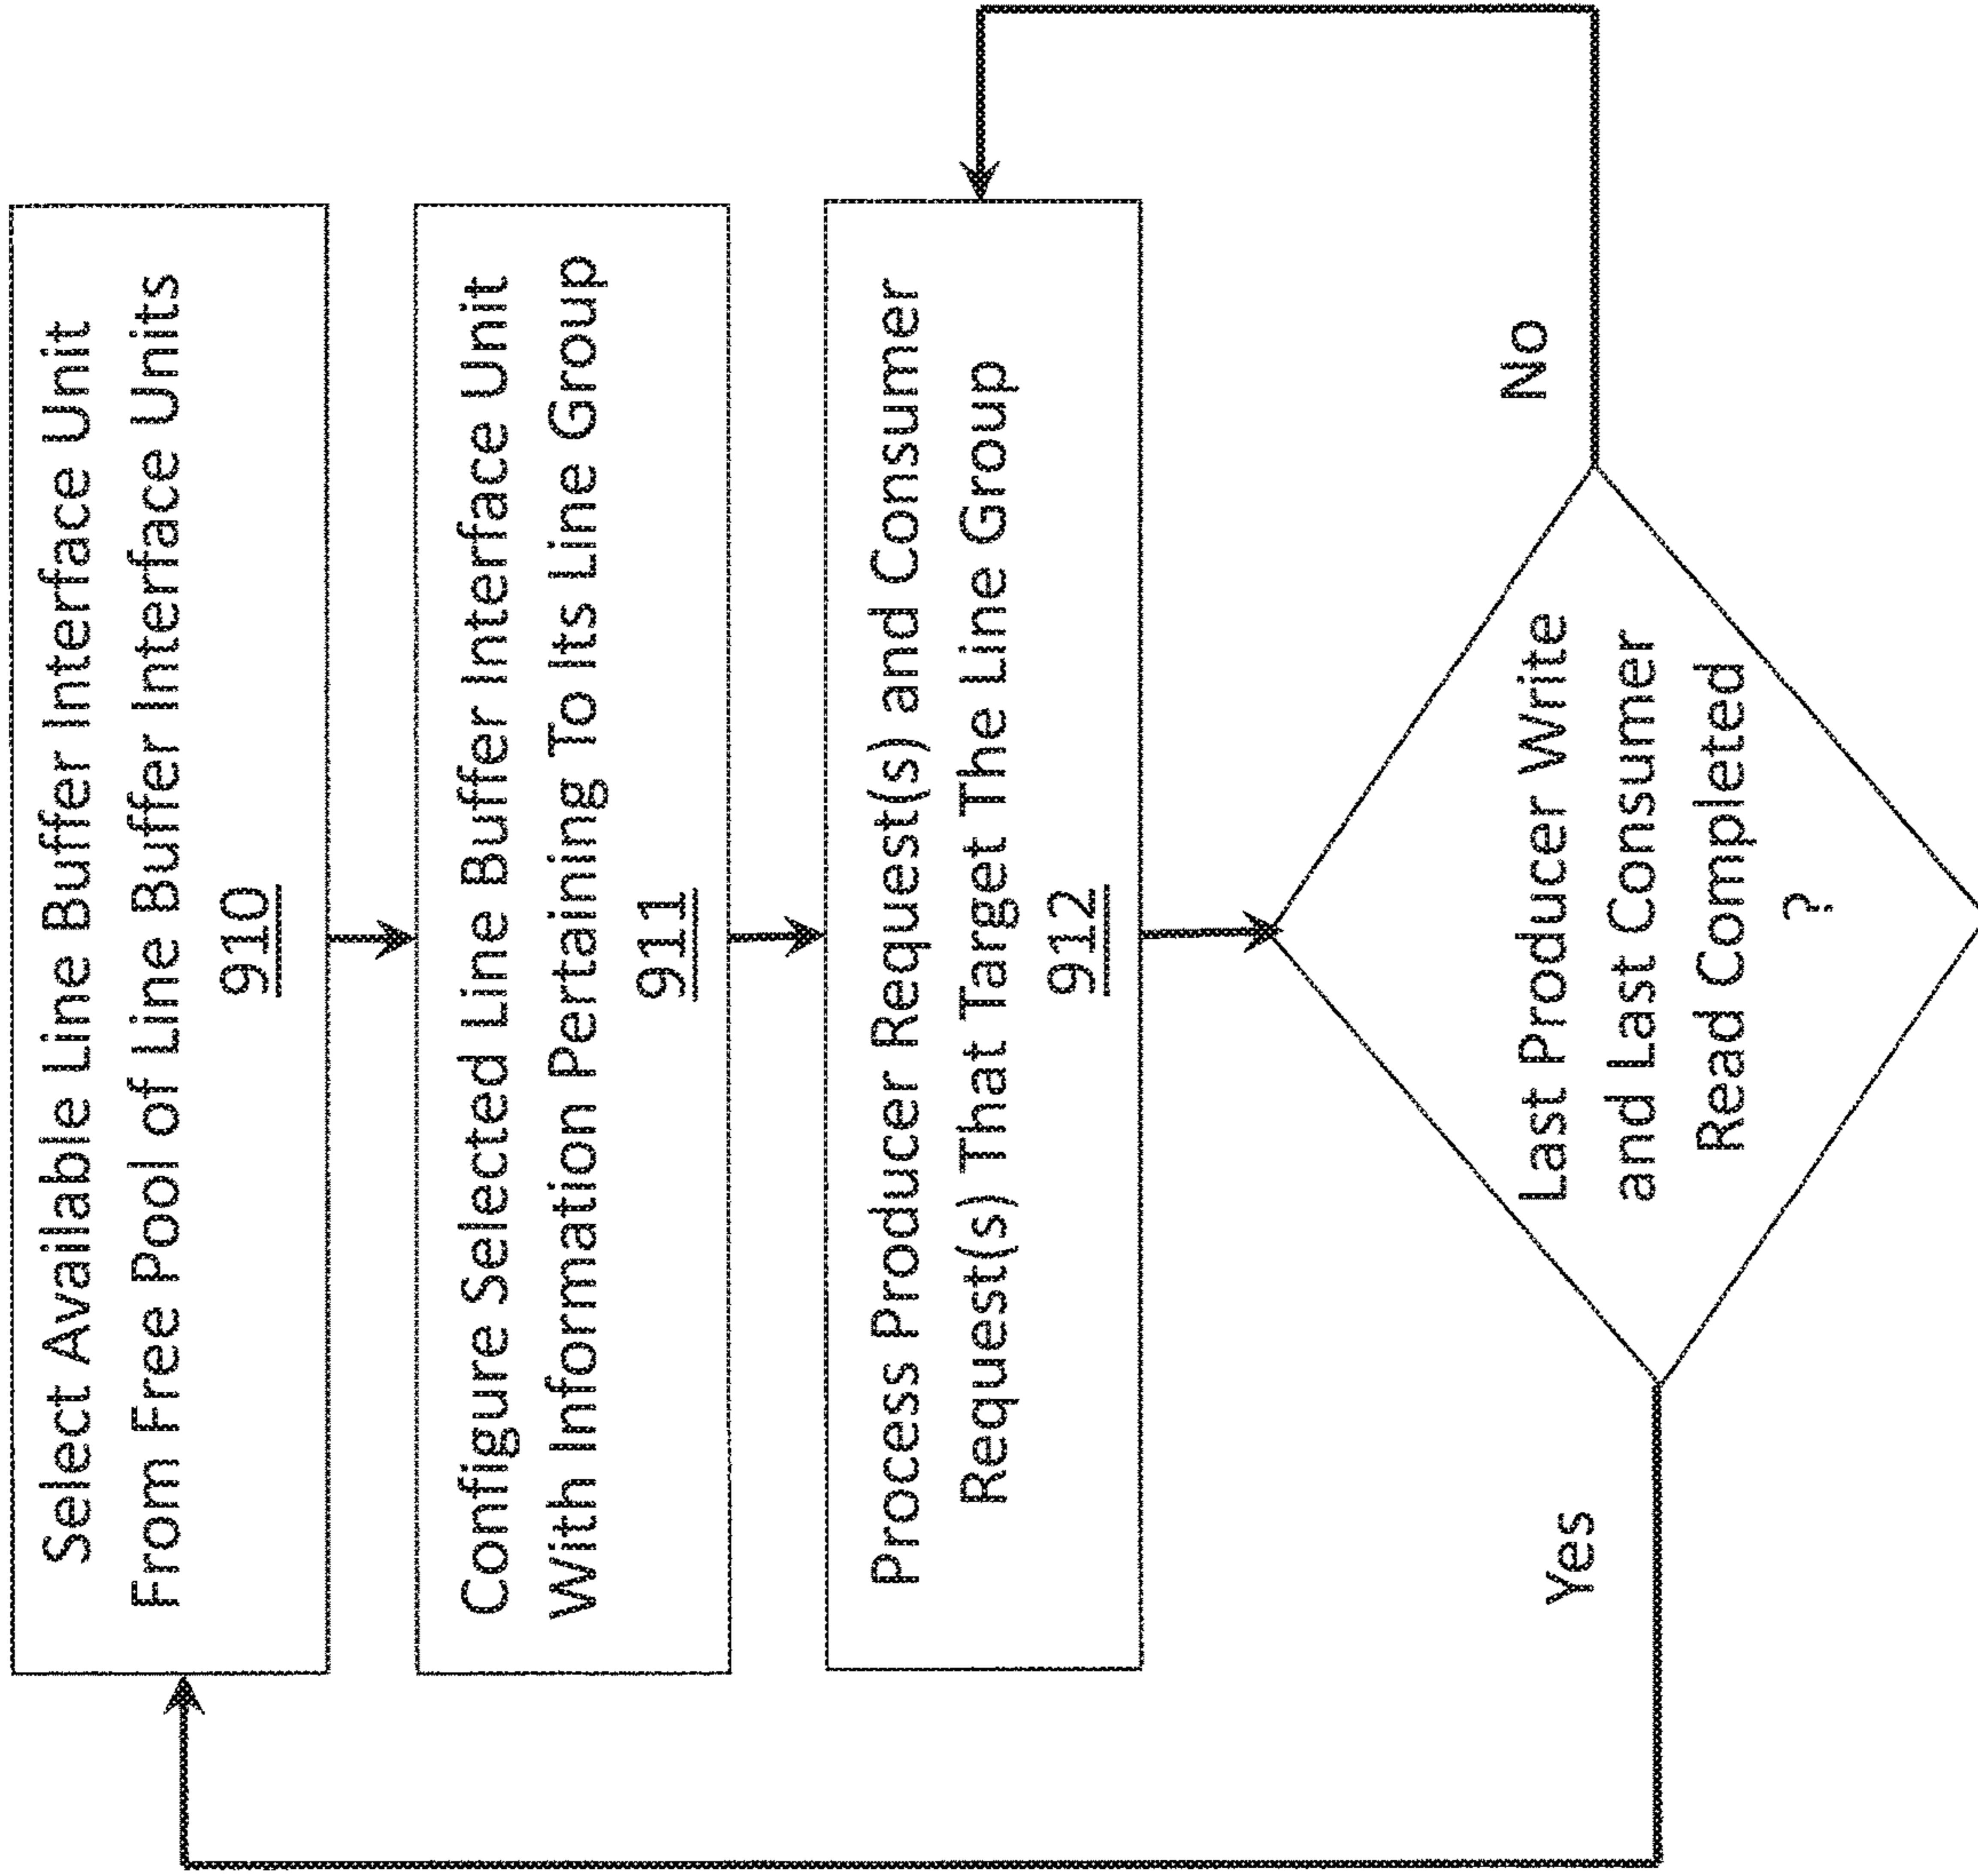 Select Available Line Buffer Interface Unit
From Free Pool of Line Buffer Interface Units
910
Configure Selected Line Buffer Interface Unit
With Information Pertaining To Its Line Group
911
Process Producer Request(s) and Consumer
Request(s) That Target The Line Group
912
Last Producer Write
and Last Consumer
Read Completed
?
Yes
No